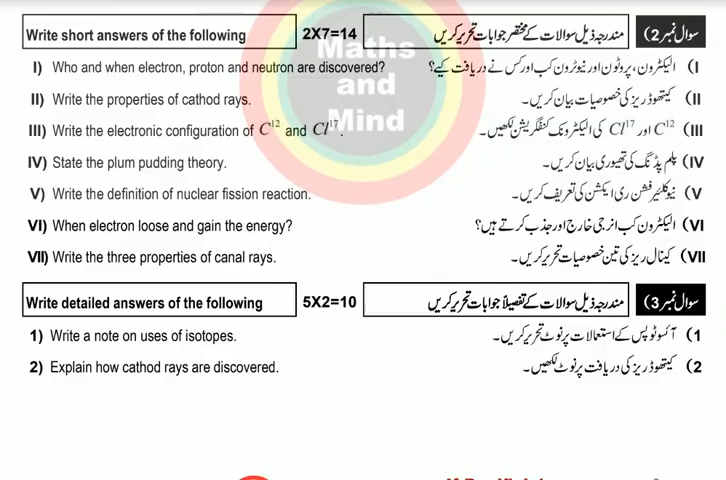 Write short answers of the following 2X7=14 مندرجہ ذیل سوالات کے مختصر جوابات تحریر کریں سوال نمبر 2)
Maths
and
Mind
I) Who and when electron, proton and neutron are discovered? I) الیکٹرون، پروٹون اور نیوٹرون کب اور کس نے دریافت کیے؟
II) Write the properties of cathod rays. II) کیتھوڈ ریز کی خصوصیات بیان کریں۔
III) Write the electronic configuration of C¹² and Cl¹⁷. III) C¹² اور Cl¹⁷ کی الیکٹرونک کنفگریشن لکھیں۔
IV) State the plum pudding theory. IV) پلم پڈنگ کی تھیوری بیان کریں۔
V) Write the definition of nuclear fission reaction. V) نیوکلئیر فشن ری ایکشن کی تعریف کریں۔
VI) When electron loose and gain the energy? VI) الیکٹرون کب انرجی خارج اور جذب کرتے ہیں؟
VII) Write the three properties of canal rays. VII) کینال ریز کی تین خصوصیات تحریر کریں۔
Write detailed answers of the following 5X2=10 مندرجہ ذیل سوالات کے تفصیلاً جوابات تحریر کریں سوال نمبر 3)
1) Write a note on uses of isotopes. 1) آئسوٹوپس کے استعمالات پر نوٹ تحریر کریں۔
2) Explain how cathod rays are discovered. 2) کیتھوڈ ریز کی دریافت پر نوٹ لکھیں۔